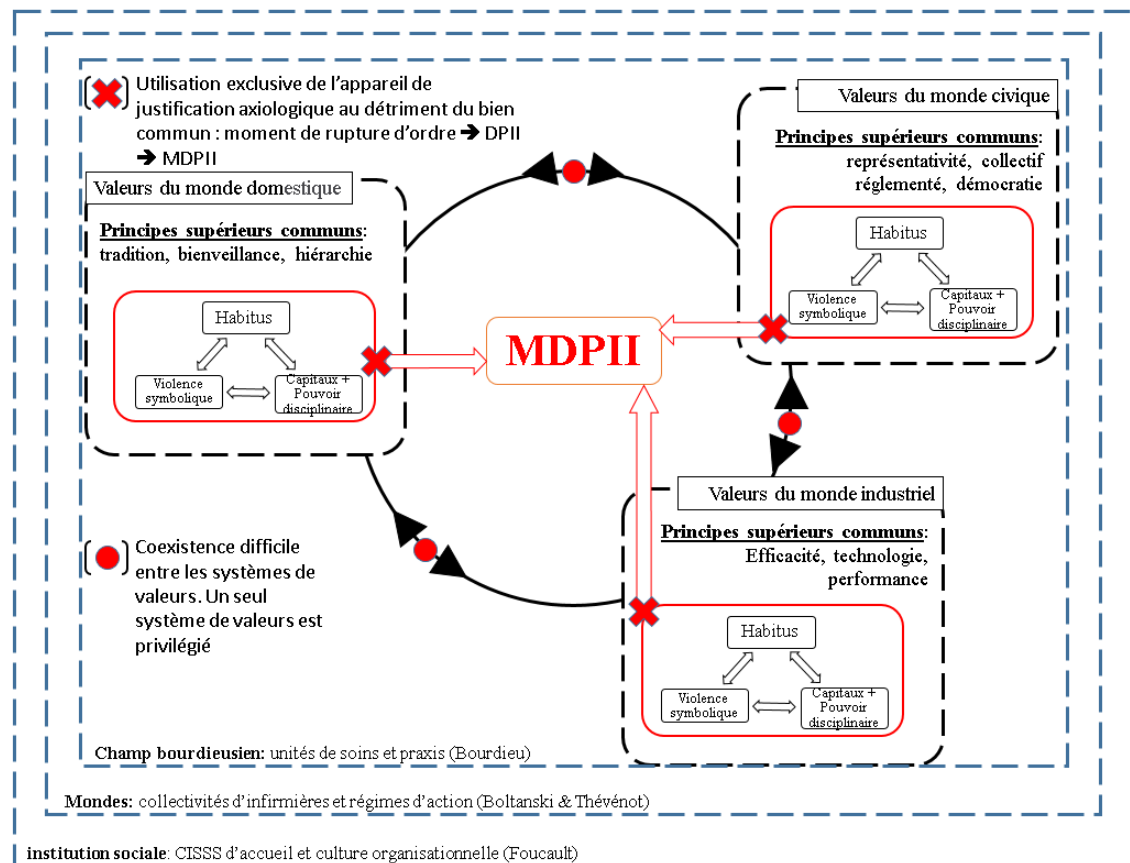 Utilisation exclusive de l'appareil de
justification axiologique au détriment du bien
commun : moment de rupture d'ordre ➔ DPII
➔ MDPII
Valeurs du monde civique
Principes supérieurs communs:
représentativité, collectif
réglementé, démocratie
Habitus
Violence
symbolique
Capitaux +
Pouvoir
disciplinaire
Valeurs du monde domestique
Principes supérieurs communs:
tradition, bienveillance, hiérarchie
Habitus
Violence
symbolique
Capitaux +
Pouvoir
disciplinaire
MDPII
Valeurs du monde industriel
Principes supérieurs communs:
Efficacité, technologie,
performance
Habitus
Violence
symbolique
Capitaux +
Pouvoir
disciplinaire
Coexistence difficile
entre les systèmes de
valeurs. Un seul
système de valeurs est
privilégié
Champ bourdieusien: unités de soins et praxis (Bourdieu)
Mondes: collectivités d'infirmières et régimes d'action (Boltanski & Thévénot)
institution sociale: CISSS d'accueil et culture organisationnelle (Foucault)